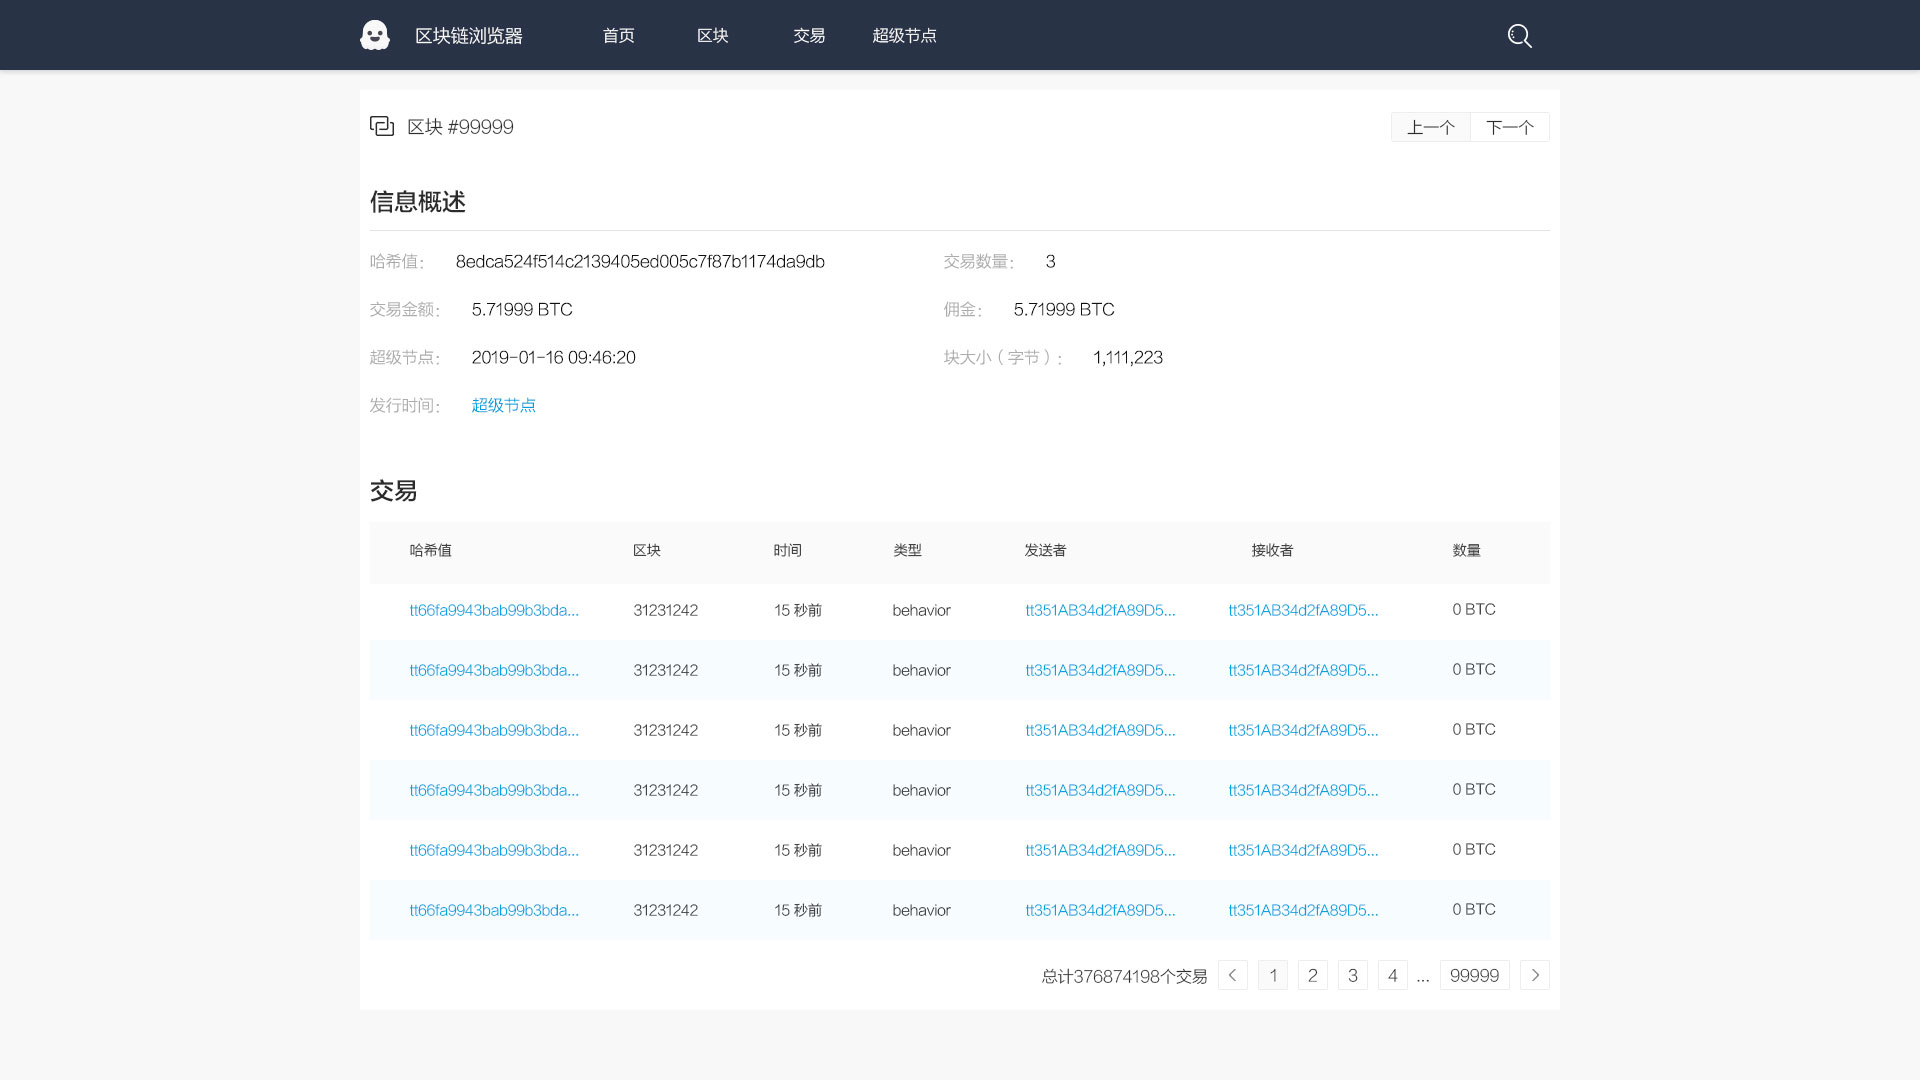 区块链浏览器 首页 区块 交易 超级节点
区块 #99999 上一个 下一个
信息概述
哈希值： 8edca524f514c2139405ed005c7f87b1174da9db 交易数量： 3
交易金额： 5.71999 BTC 佣金： 5.71999 BTC
超级节点： 2019-01-16 09:46:20 块大小（字节）： 1,111,223
发行时间： 超级节点
交易
哈希值 区块 时间 类型 发送者 接收者 数量
tt66fa9943bab99b3bda... 31231242 15 秒前 behavior tt351AB34d2fA89D5... tt351AB34d2fA89D5... 0 BTC
tt66fa9943bab99b3bda... 31231242 15 秒前 behavior tt351AB34d2fA89D5... tt351AB34d2fA89D5... 0 BTC
tt66fa9943bab99b3bda... 31231242 15 秒前 behavior tt351AB34d2fA89D5... tt351AB34d2fA89D5... 0 BTC
tt66fa9943bab99b3bda... 31231242 15 秒前 behavior tt351AB34d2fA89D5... tt351AB34d2fA89D5... 0 BTC
tt66fa9943bab99b3bda... 31231242 15 秒前 behavior tt351AB34d2fA89D5... tt351AB34d2fA89D5... 0 BTC
tt66fa9943bab99b3bda... 31231242 15 秒前 behavior tt351AB34d2fA89D5... tt351AB34d2fA89D5... 0 BTC
总计376874198个交易 < 1 2 3 4 ... 99999 >